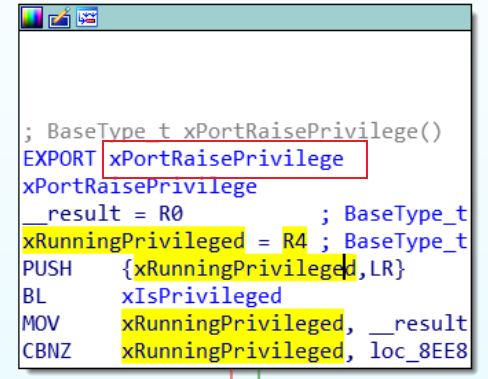 ; BaseType_t xPortRaisePrivilege()
EXPORT xPortRaisePrivilege
xPortRaisePrivilege
__result = R0 ; BaseType_t
xRunningPrivileged = R4 ; BaseType_t
PUSH {xRunningPrivileged,LR}
BL xIsPrivileged
MOV xRunningPrivileged, __result
CBNZ xRunningPrivileged, loc_8EE8